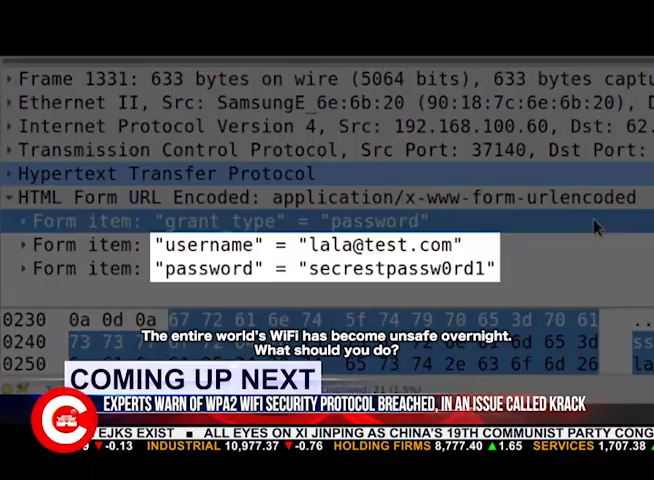 Frame 1331: 633 bytes on wire (5064 bits), 633 bytes captu
Ethernet II, Src: SamsungE_6e:6b:20 (90:18:7c:6e:6b:20), D
Internet Protocol Version 4, Src: 192.168.100.60, Dst: 62.
Transmission Control Protocol, Src Port: 37140, Dst Port:
Hypertext Transfer Protocol
HTML Form URL Encoded: application/x-www-form-urlencoded
Form item: "grant_type" = "password"
Form item: "username" = "lala@test.com"
Form item: "password" = "secrestpassw0rd1"
0230 0a 0d 0a 67 72 61 6e 74 5f 74 79 70 65 3d 70 61 ..
0240 73 73
0250
The entire world's WiFi has become unsafe overnight.
What should you do?
COMING UP NEXT
EXPERTS WARN OF WPA2 WIFI SECURITY PROTOCOL BREACHED, IN AN ISSUE CALLED KRACK
EJKS EXIST ■ ALL EYES ON XI JINPING AS CHINA'S 19TH COMMUNIST PARTY CONG
-0.13 INDUSTRIAL 10,977.37 -0.76 HOLDING FIRMS 8,777.40 1.65 SERVICES 1,707.38